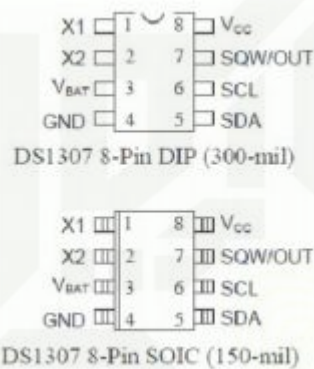 X1 1 8 VCC
X2 2 7 SQW/OUT
VBAT 3 6 SCL
GND 4 5 SDA
DS1307 8-Pin DIP (300-mil)
X1 1 8 VCC
X2 2 7 SQW/OUT
VBAT 3 6 SCL
GND 4 5 SDA
DS1307 8-Pin SOIC (150-mil)